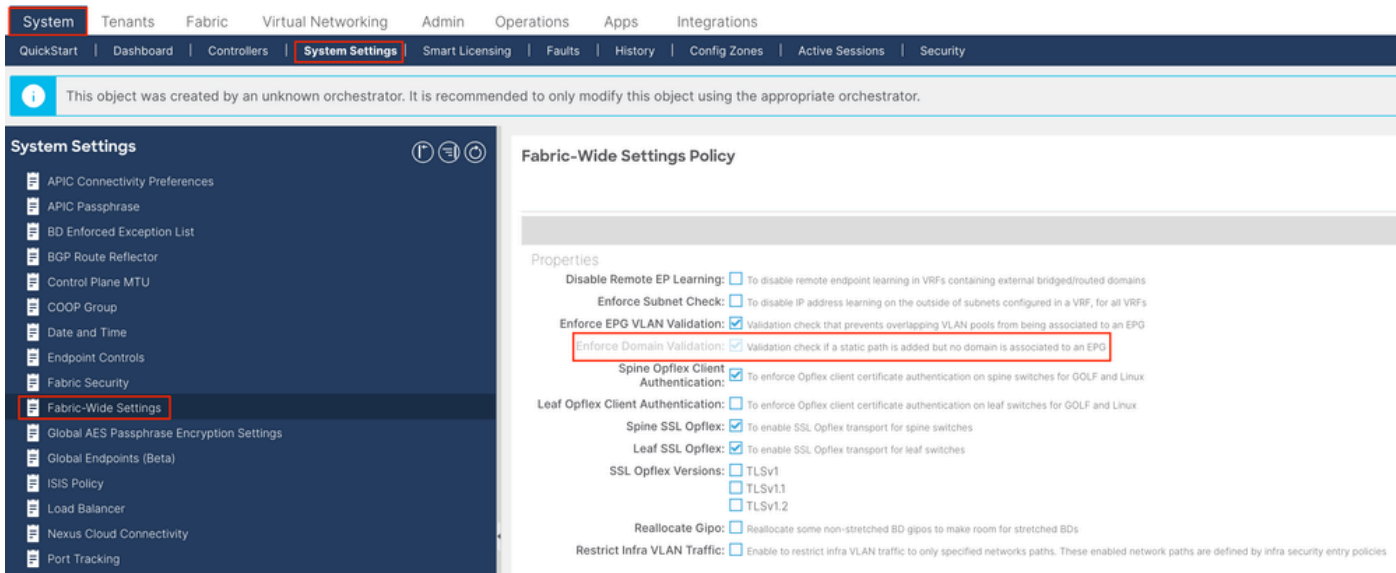 System Tenants Fabric Virtual Networking Admin Operations Apps Integrations
QuickStart | Dashboard | Controllers | System Settings | Smart Licensing | Faults | History | Config Zones | Active Sessions | Security
This object was created by an unknown orchestrator. It is recommended to only modify this object using the appropriate orchestrator.
System Settings
APIC Connectivity Preferences
APIC Passphrase
BD Enforced Exception List
BGP Route Reflector
Control Plane MTU
COOP Group
Date and Time
Endpoint Controls
Fabric Security
Fabric-Wide Settings
Global AES Passphrase Encryption Settings
Global Endpoints (Beta)
ISIS Policy
Load Balancer
Nexus Cloud Connectivity
Port Tracking
Fabric-Wide Settings Policy
Properties
Disable Remote EP Learning: To disable remote endpoint learning in VRFs containing external bridged/routed domains
Enforce Subnet Check: To disable IP address learning on the outside of subnets configured in a VRF, for all VRFs
Enforce EPG VLAN Validation: Validation check that prevents overlapping VLAN pools from being associated to an EPG
Enforce Domain Validation: Validation check if a static path is added but no domain is associated to an EPG
Spine Opflex Client
Authentication: To enforce Opflex client certificate authentication on spine switches for GOLF and Linux
Leaf Opflex Client Authentication: To enforce Opflex client certificate authentication on leaf switches for GOLF and Linux
Spine SSL Opflex: To enable SSL Opflex transport for spine switches
Leaf SSL Opflex: To enable SSL Opflex transport for leaf switches
SSL Opflex Versions: TLSv1
TLSv1.1
TLSv1.2
Reallocate Gipo: Reallocate some non-stretched BD gipos to make room for stretched BDs
Restrict Infra VLAN Traffic: Enable to restrict infra VLAN traffic to only specified networks paths. These enabled network paths are defined by infra security entry policies